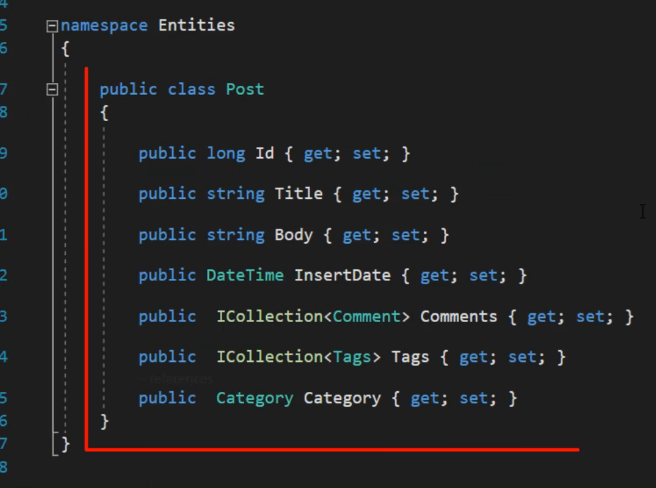 4
5 namespace Entities
6 {
7 public class Post
8 {
9 public long Id { get; set; }
0 public string Title { get; set; }
1 public string Body { get; set; }
2 public DateTime InsertDate { get; set; }
3 public ICollection<Comment> Comments { get; set; }
4 public ICollection<Tags> Tags { get; set; }
5 public Category Category { get; set; }
6 }
7 }
8